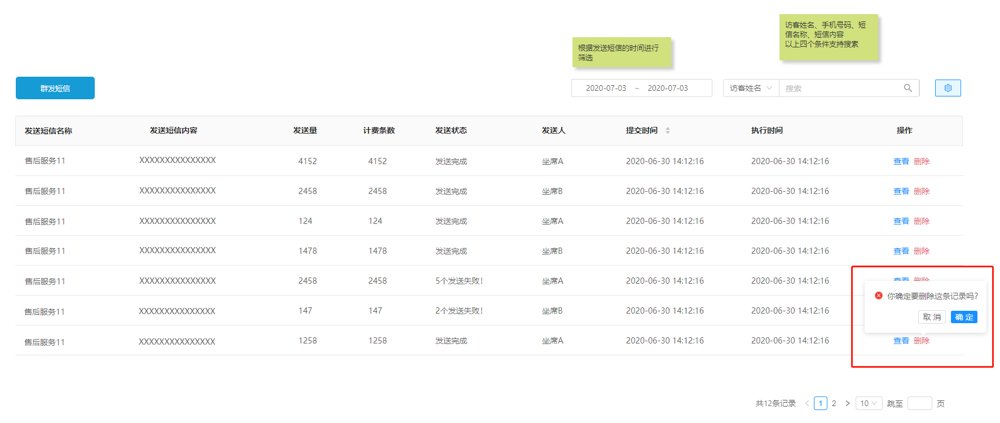 访客姓名、手机号码、短
信名称、短信内容
以上四个条件支持搜索
根据发送短信的时间进行
筛选
群发短信
2020-07-03 ~ 2020-07-03
访客姓名 搜索
发送短信名称 发送短信内容 发送量 计费条数 发送状态 发送人 提交时间 执行时间 操作
售后服务11 XXXXXXXXXXXXXXX 4152 4152 发送完成 坐席A 2020-06-30 14:12:16 2020-06-30 14:12:16 查看 删除
售后服务11 XXXXXXXXXXXXXXX 2458 2458 发送完成 坐席B 2020-06-30 14:12:16 2020-06-30 14:12:16 查看 删除
售后服务11 XXXXXXXXXXXXXXX 124 124 发送完成 坐席A 2020-06-30 14:12:16 2020-06-30 14:12:16 查看 删除
售后服务11 XXXXXXXXXXXXXXX 1478 1478 发送完成 坐席B 2020-06-30 14:12:16 2020-06-30 14:12:16 查看 删除
售后服务11 XXXXXXXXXXXXXXX 2458 2458 5个发送失败! 坐席A 2020-06-30 14:12:16 2020-06-30 14:12:16 查看 删除
你确定要删除这条记录吗?
售后服务11 XXXXXXXXXXXXXXX 147 147 2个发送失败! 坐席B 2020-06-30 14:12:16 2020-06-30 14:12:16
取 消 确 定
售后服务11 XXXXXXXXXXXXXXX 1258 1258 发送完成 坐席A 2020-06-30 14:12:16 2020-06-30 14:12:16 查看 删除
共12条记录 < 1 2 > 10 跳至 页